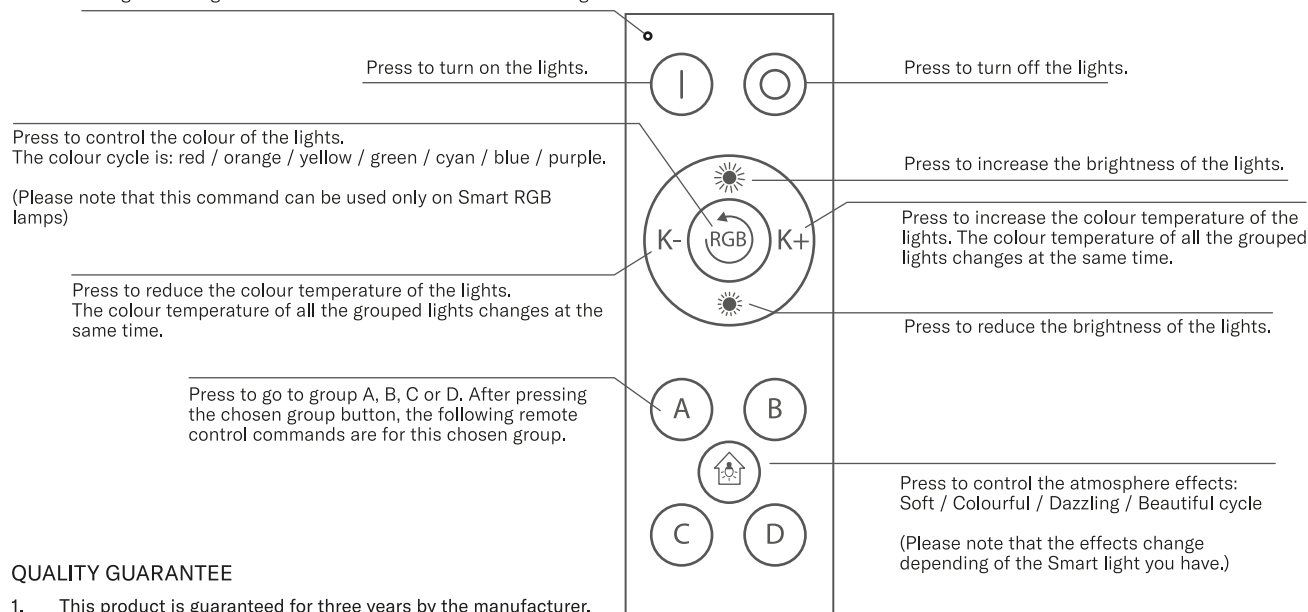 Press to turn on the lights.
Press to turn off the lights.
Press to control the colour of the lights.
The colour cycle is: red / orange / yellow / green / cyan / blue / purple.
(Please note that this command can be used only on Smart RGB
lamps)
Press to increase the brightness of the lights.
Press to increase the colour temperature of the
lights. The colour temperature of all the grouped
lights changes at the same time.
K-
RGB
K+
Press to reduce the colour temperature of the lights.
The colour temperature of all the grouped lights changes at the
same time.
Press to reduce the brightness of the lights.
Press to go to group A, B, C or D. After pressing
the chosen group button, the following remote
control commands are for this chosen group.
A
B
C
D
Press to control the atmosphere effects:
Soft / Colourful / Dazzling / Beautiful cycle
(Please note that the effects change
depending of the Smart light you have.)
QUALITY GUARANTEE
1. This product is guaranteed for three years by the manufacturer.